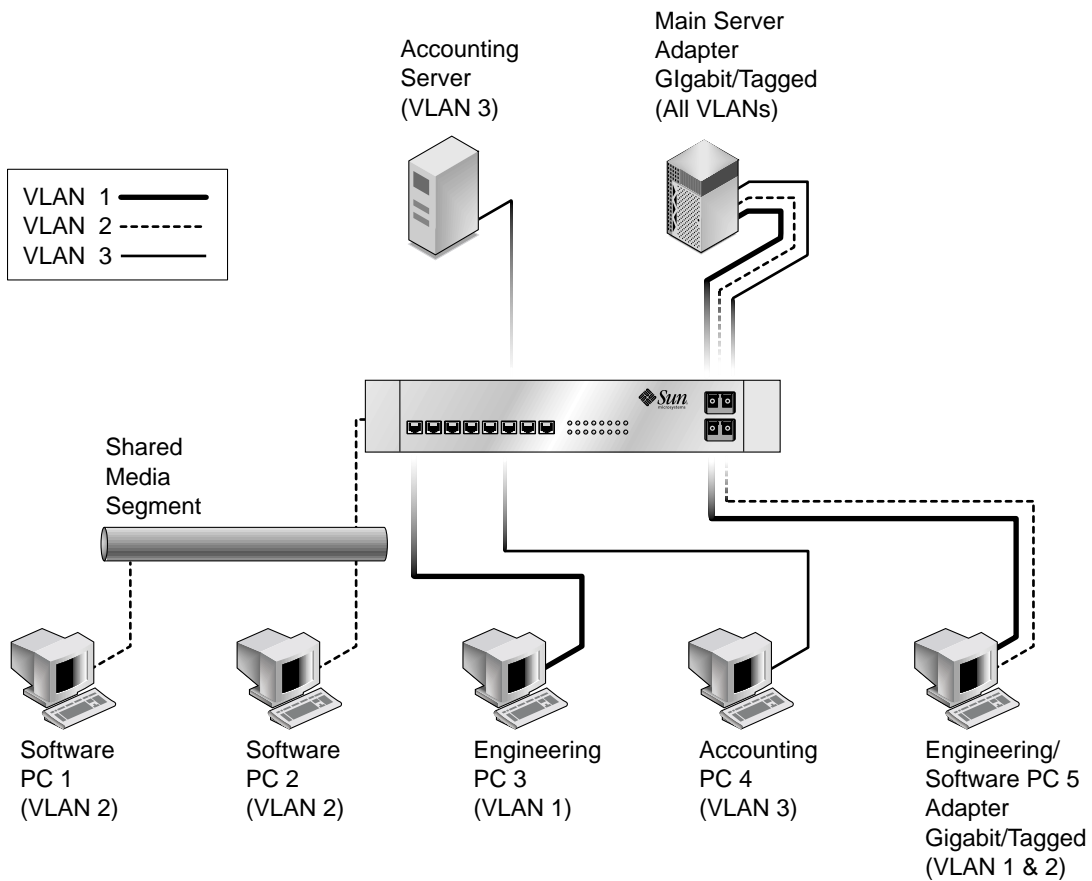 Main Server
Adapter
GIgabit/Tagged
(All VLANs)
Accounting
Server
(VLAN 3)
VLAN 1
VLAN 2
VLAN 3
Sun
microsystems
Shared
Media
Segment
Software
PC 1
(VLAN 2)
Software
PC 2
(VLAN 2)
Engineering
PC 3
(VLAN 1)
Accounting
PC 4
(VLAN 3)
Engineering/
Software PC 5
Adapter
Gigabit/Tagged
(VLAN 1 & 2)